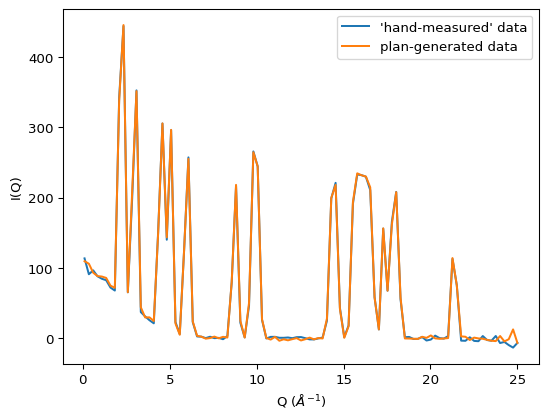 'hand-measured' data
plan-generated data
400
300
200
100
0
I(Q)
0 5 10 15 20 25
Q (Å⁻¹)